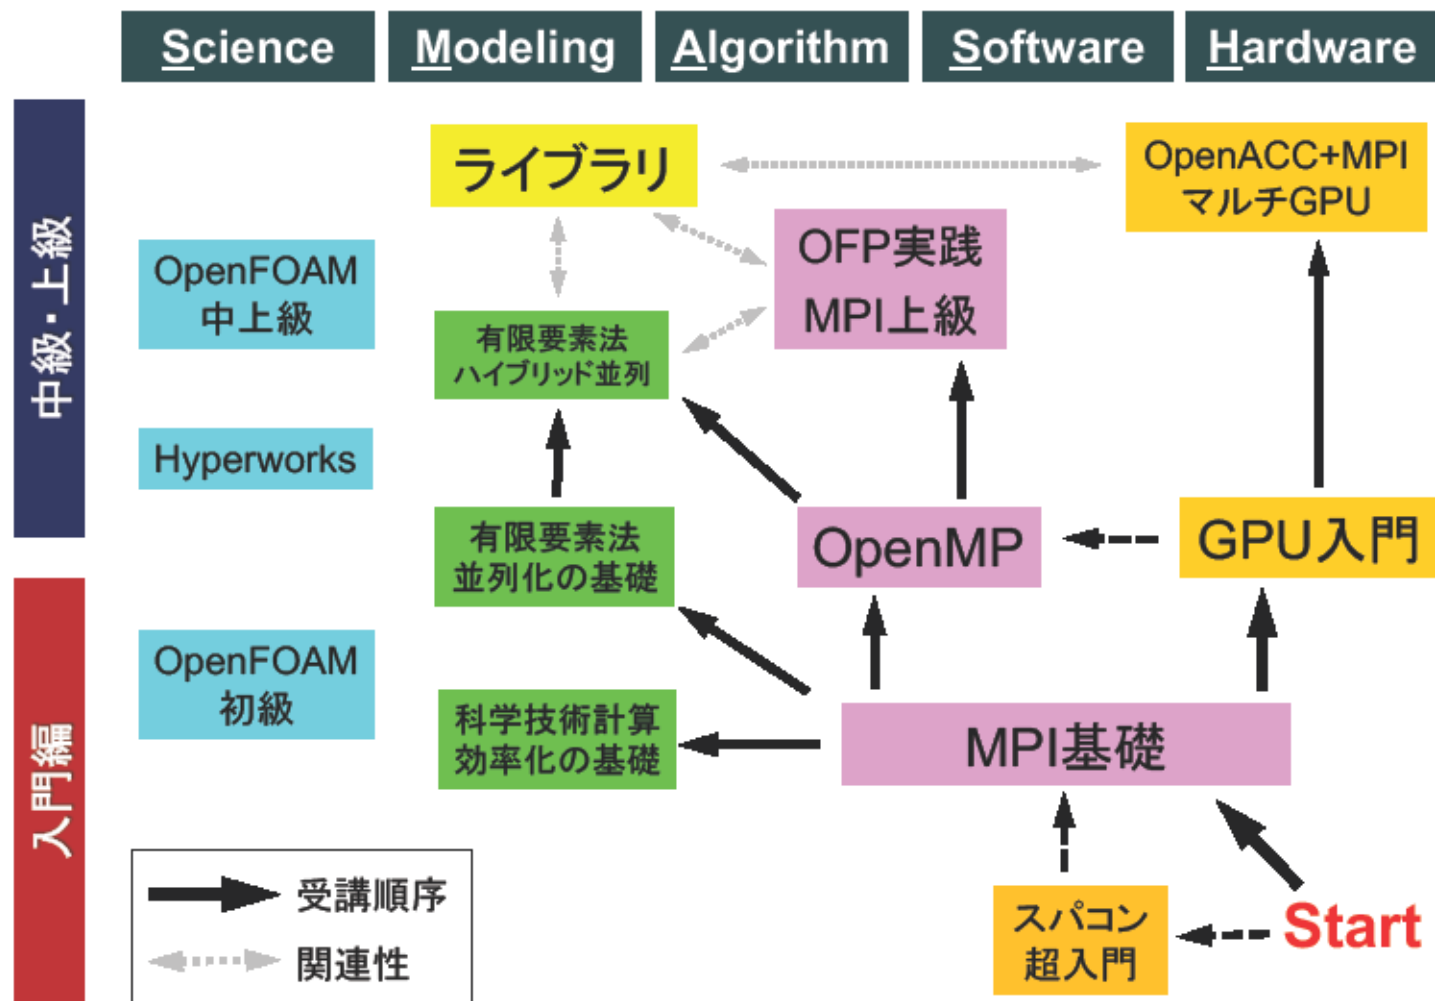 Science
Modeling
Algorithm
Software
Hardware
中級・上級
ライブラリ
OpenACC+MPI
マルチGPU
OFP実践
MPI上級
OpenFOAM
中上級
有限要素法
ハイブリッド並列
Hyperworks
有限要素法
並列化の基礎
OpenMP
GPU入門
入門編
OpenFOAM
初級
科学技術計算
効率化の基礎
MPI基礎
受講順序
関連性
スパコン
超入門
Start